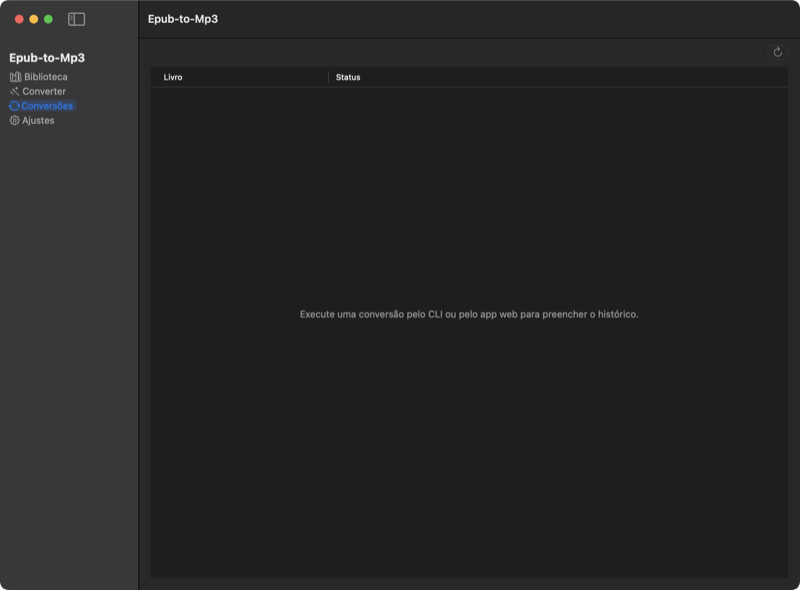 Epub-to-Mp3
Epub-to-Mp3
Biblioteca
Converter
Conversões
Ajustes
Livro
Status
Execute uma conversão pelo CLI ou pelo app web para preencher o histórico.